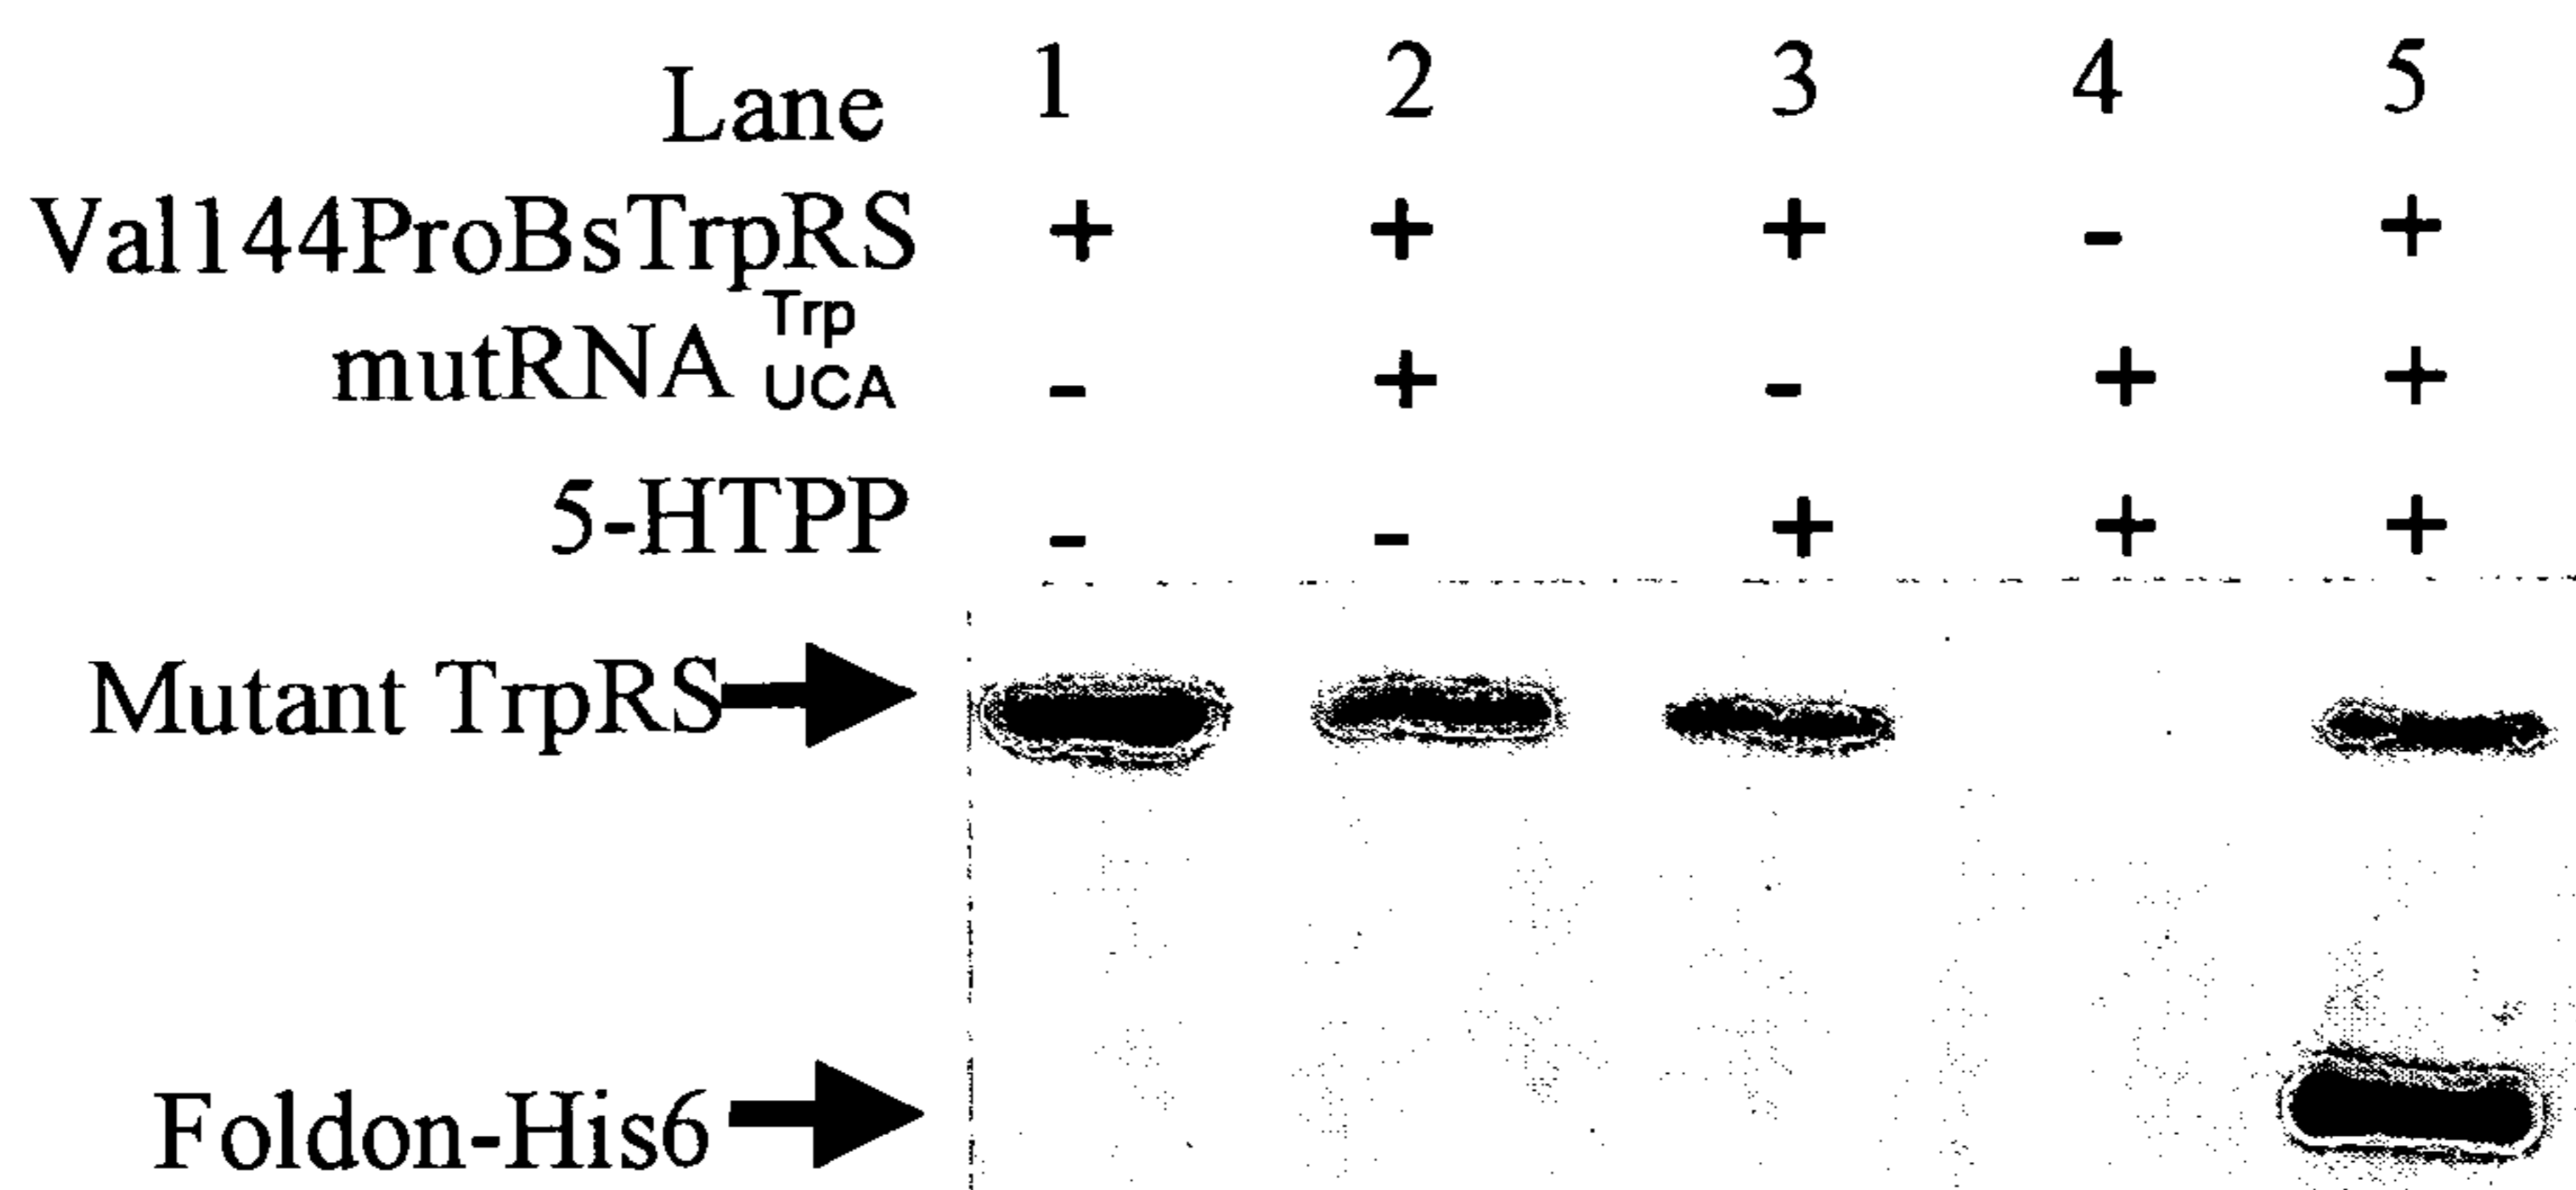 Lane 1 2 3 4 5
Val144ProBsTrpRS + + + - +
mutRNA Trp UCA - + - + +
5-HTPP - - + + +
Mutant TrpRS
Foldon-His6